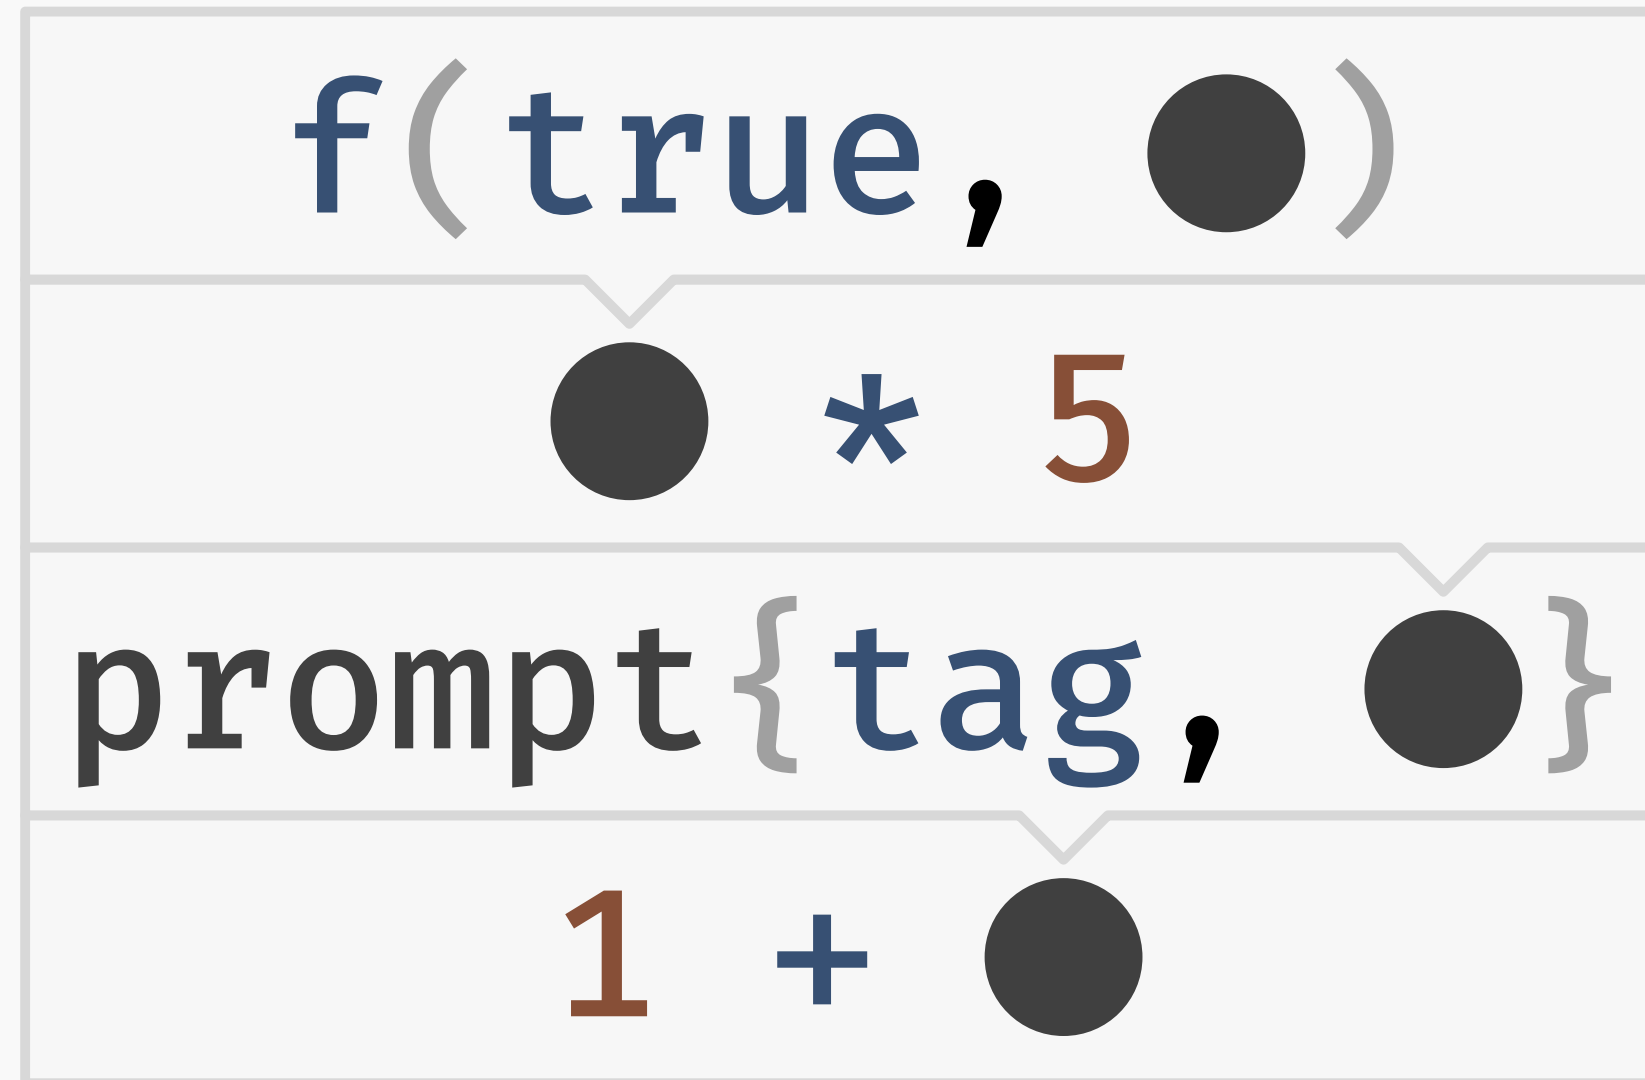 f(true, ●)
● * 5
prompt{tag, ●}
1 + ●